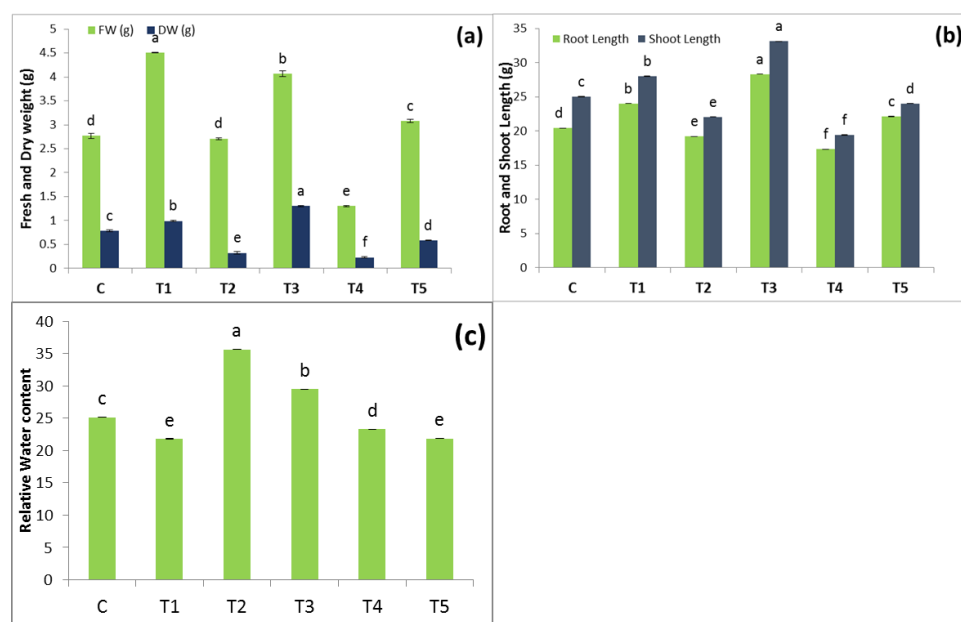 FW (g) DW (g)
(a)
Fresh and Dry weight (g)
5
4.5
4
3.5
3
2.5
2
1.5
1
0.5
0
d c a b d e b a e f c d
C T1 T2 T3 T4 T5
(b)
Root Length Shoot Length
Root and Shoot Length (g)
35
30
25
20
15
10
5
0
d c b b e e a a f f c d
C T1 T2 T3 T4 T5
(c)
Relative Water content
40
35
30
25
20
15
10
5
0
c e a b d e
C T1 T2 T3 T4 T5